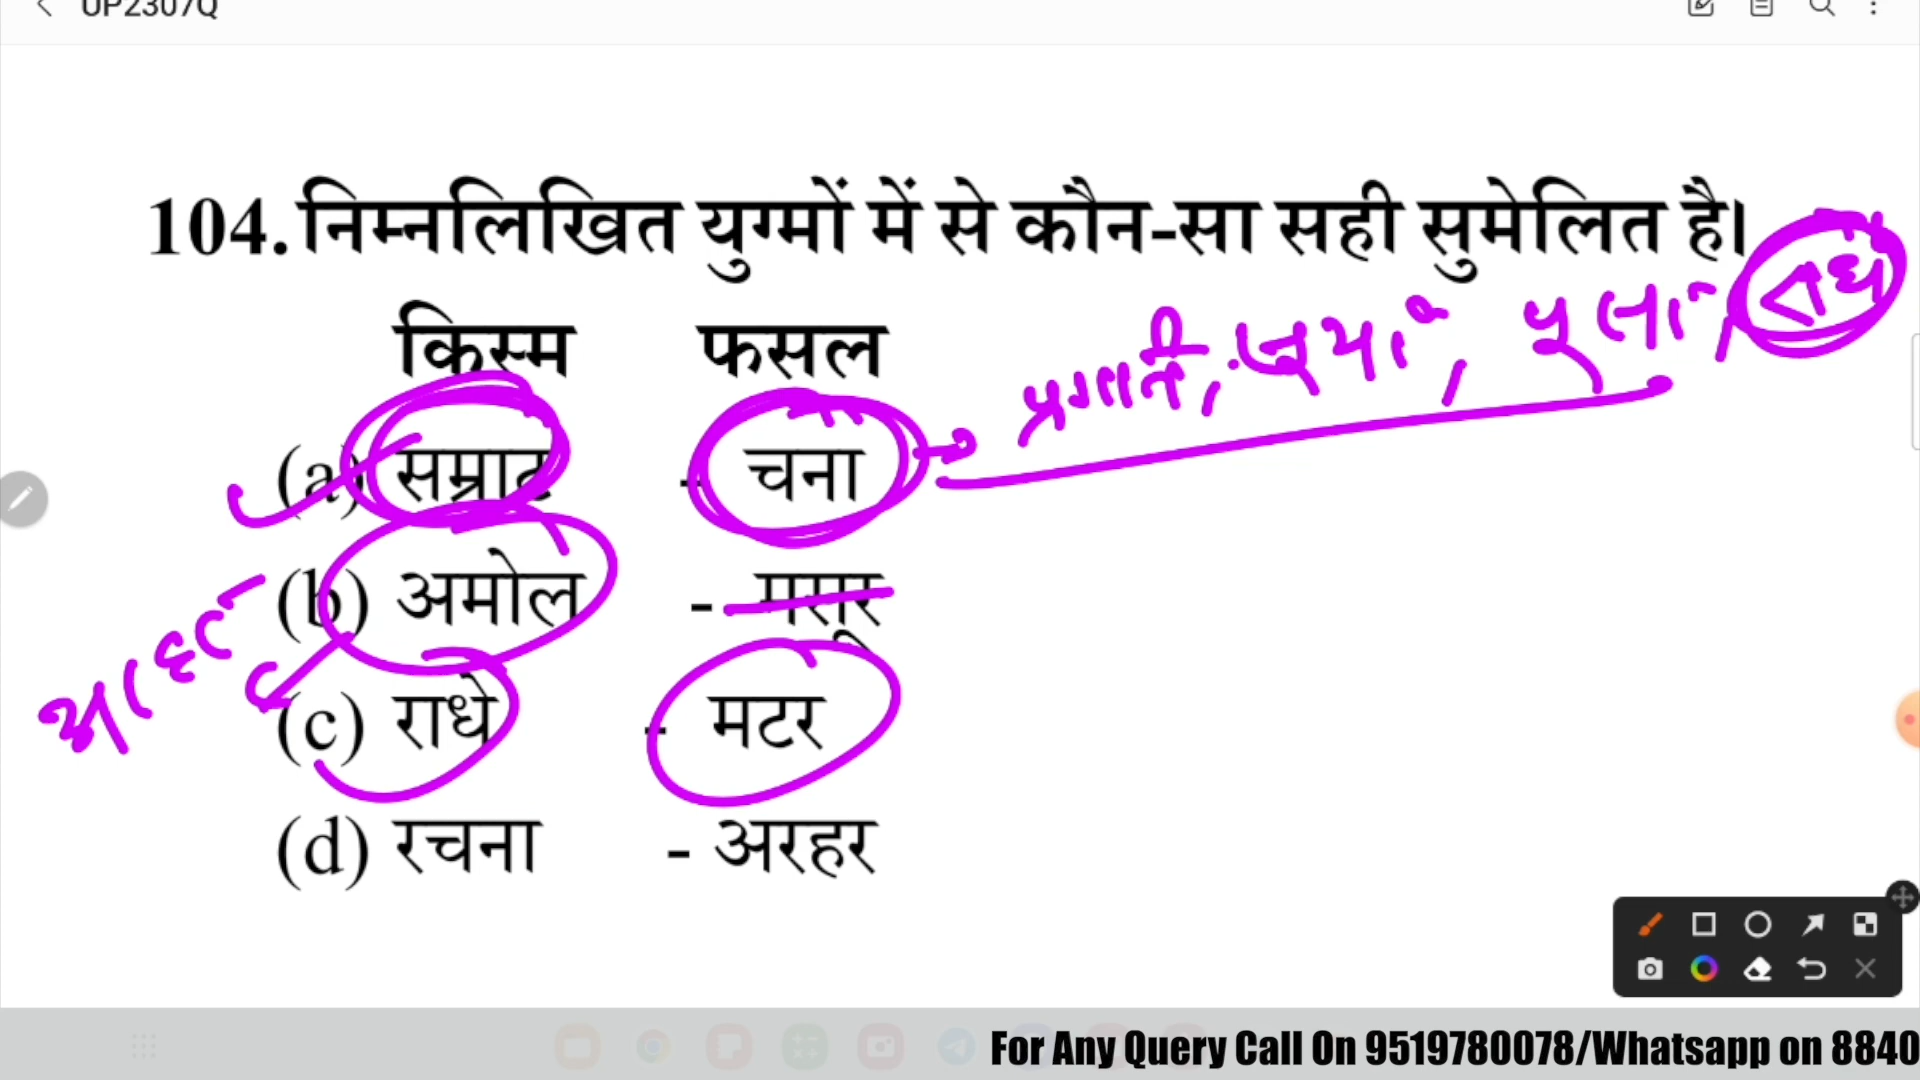 UP2307Q
104. निम्नलिखित युग्मों में से कौन-सा सही सुमेलित है।
किस्म फसल
(a) सम्राट - चना
(b) अमोल - मसूर
(c) राधे - मटर
(d) रचना - अरहर
For Any Query Call On 9519780078/Whatsapp on 8840